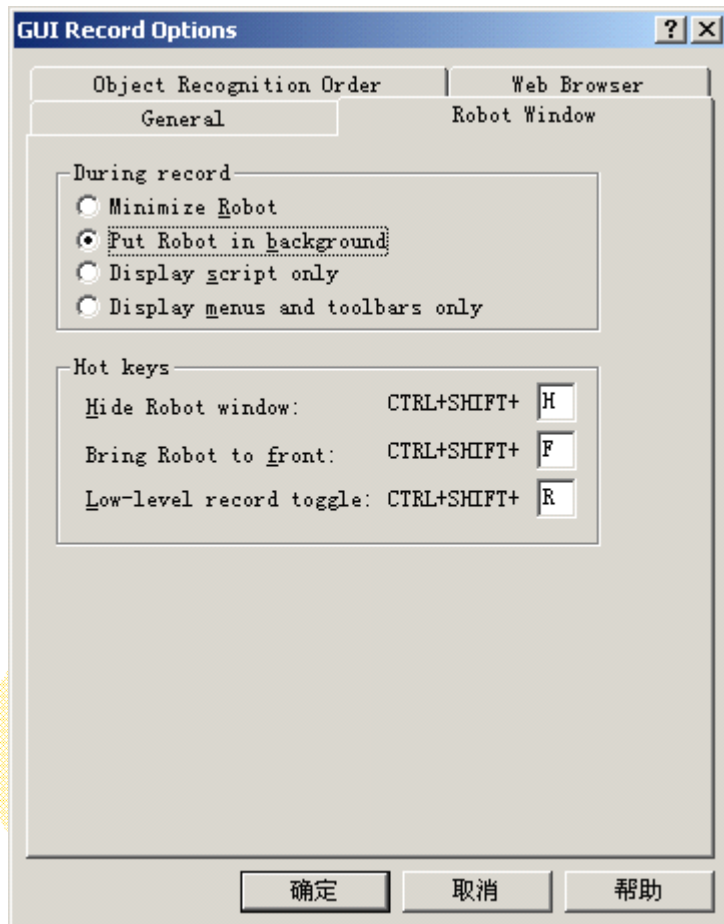 GUI Record Options
Object Recognition Order Web Browser
General Robot Window
During record
Minimize Robot
Put Robot in background
Display script only
Display menus and toolbars only
Hot keys
Hide Robot window: CTRL+SHIFT+ H
Bring Robot to front: CTRL+SHIFT+ F
Low-level record toggle: CTRL+SHIFT+ R
确定 取消 帮助